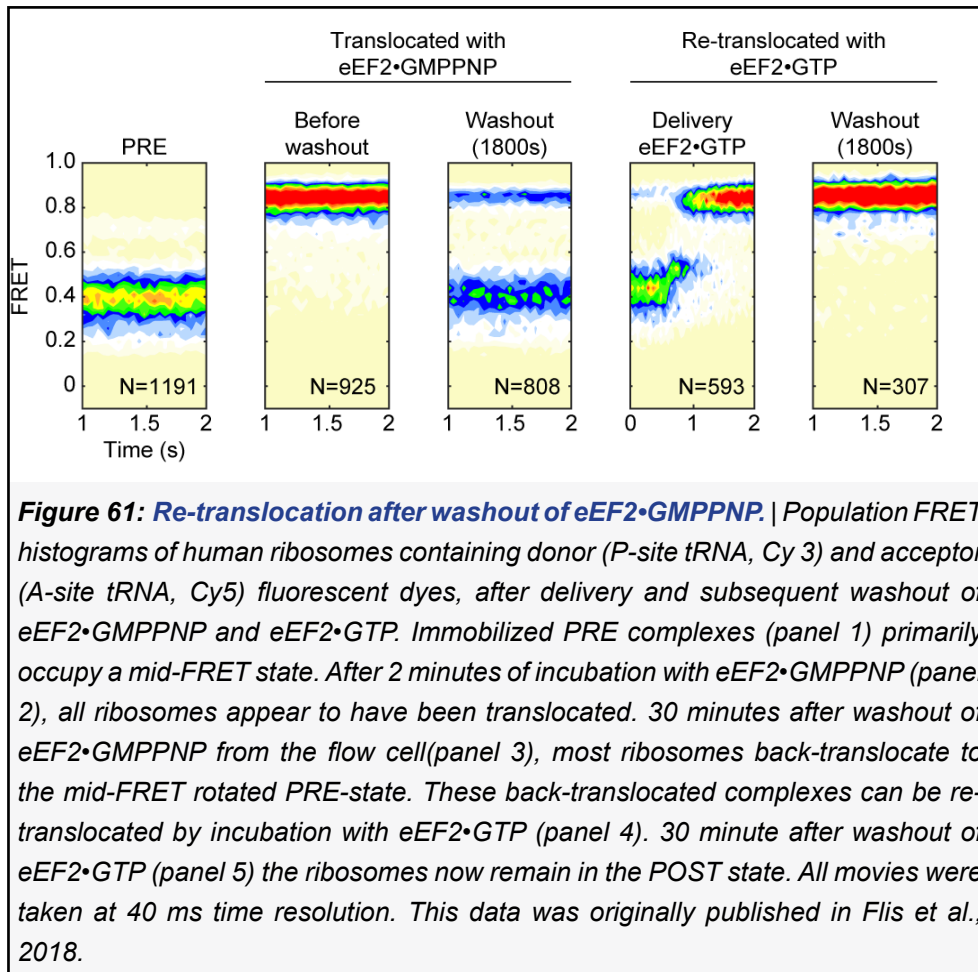 Translocated with eEF2•GMPPNP
Re-translocated with eEF2•GTP
PRE
Before washout
Washout (1800s)
Delivery eEF2•GTP
Washout (1800s)
FRET
1.0
0.8
0.6
0.4
0.2
0
N=1191
N=925
N=808
N=593
N=307
1 1.5 2
1 1.5 2
1 1.5 2
0 1 2
1 1.5 2
Time (s)
Figure 61: Re-translocation after washout of eEF2•GMPPNP. | Population FRET
histograms of human ribosomes containing donor (P-site tRNA, Cy 3) and acceptor
(A-site tRNA, Cy5) fluorescent dyes, after delivery and subsequent washout of
eEF2•GMPPNP and eEF2•GTP. Immobilized PRE complexes (panel 1) primarily
occupy a mid-FRET state. After 2 minutes of incubation with eEF2•GMPPNP (panel
2), all ribosomes appear to have been translocated. 30 minutes after washout of
eEF2•GMPPNP from the flow cell(panel 3), most ribosomes back-translocate to
the mid-FRET rotated PRE-state. These back-translocated complexes can be re-
translocated by incubation with eEF2•GTP (panel 4). 30 minute after washout of
eEF2•GTP (panel 5) the ribosomes now remain in the POST state. All movies were
taken at 40 ms time resolution. This data was originally published in Flis et al.,
2018.